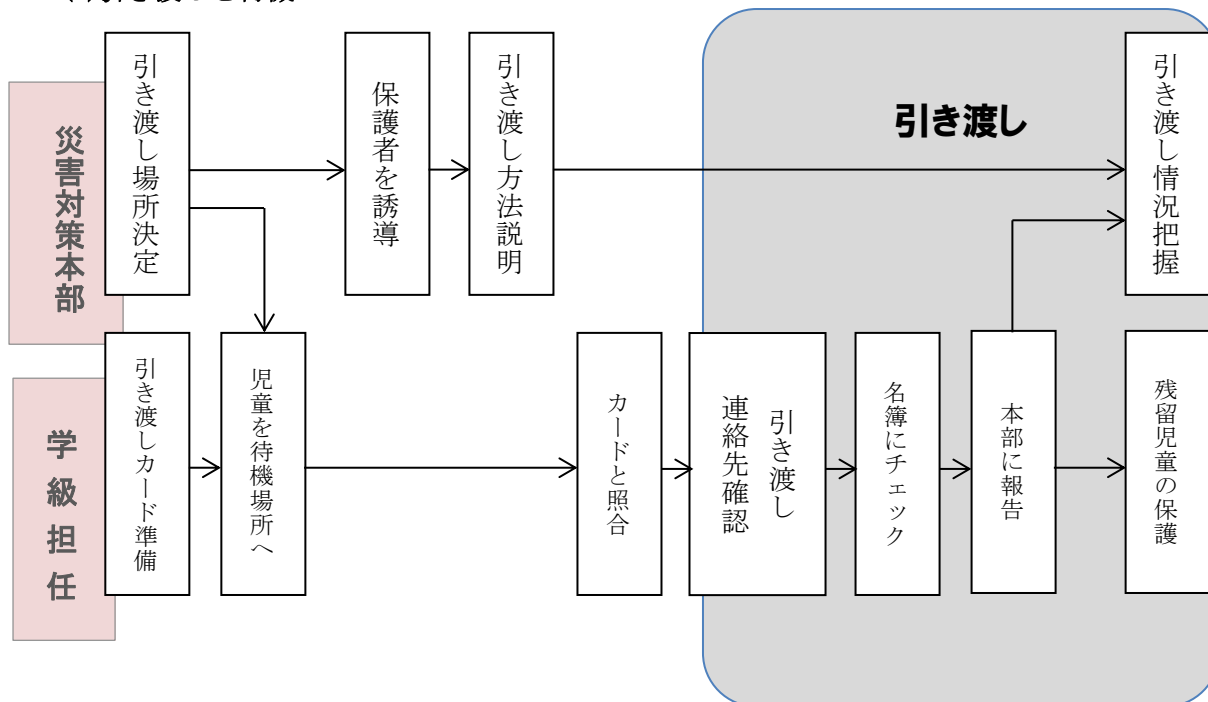 災害対策本部
引き渡し場所決定
保護者を誘導
引き渡し方法説明
引き渡し
引き渡し情況把握
学級担任
引き渡しカード準備
児童を待機場所へ
カードと照合
引き渡し
連絡先確認
名簿にチェック
本部に報告
残留児童の保護